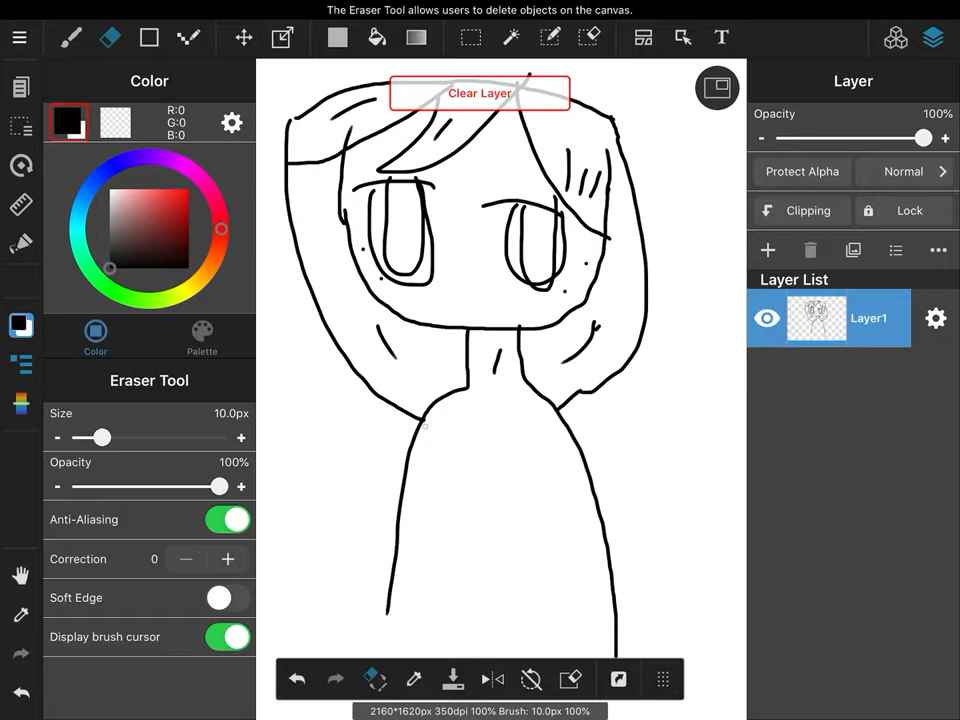 The Eraser Tool allows users to delete objects on the canvas.
T
Color
R:0
G:0
B:0
Color
Palette
Eraser Tool
Size 10.0px
- +
Opacity 100%
- +
Anti-Aliasing
Correction 0 - +
Soft Edge
Display brush cursor
Clear Layer
2160*1620px 350dpi 100% Brush: 10.0px 100%
Layer
Opacity 100%
- +
Protect Alpha Normal
Clipping Lock
Layer List
Layer1